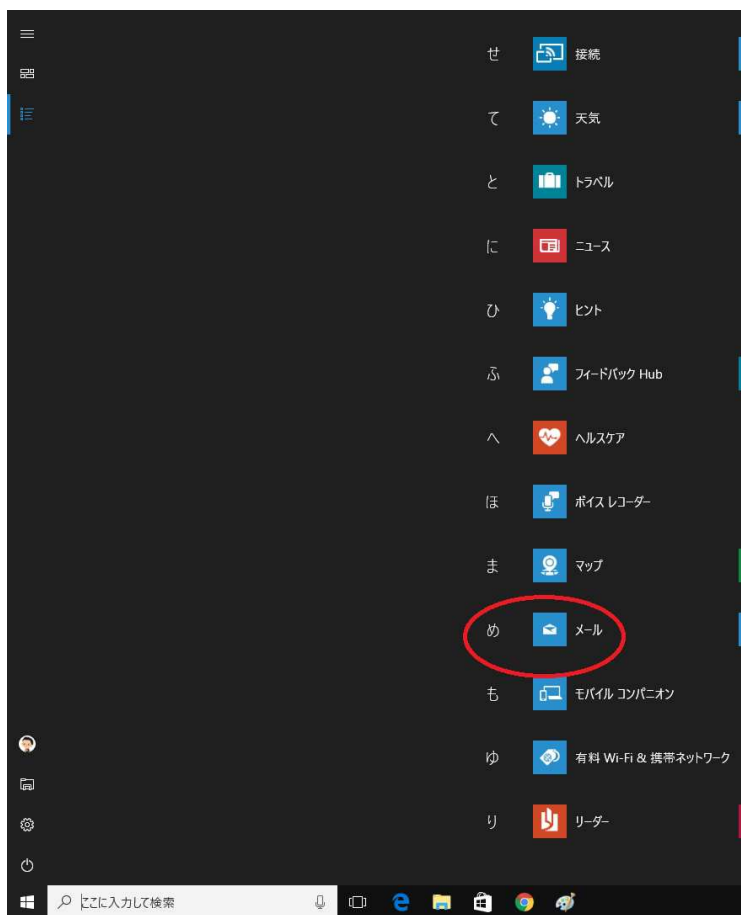 せ 接続
て 天気
と トラベル
に ニュース
ひ ヒント
ふ フィードバック Hub
へ ヘルスケア
ほ ボイス レコーダー
ま マップ
め メール
も モバイル コンパニオン
ゆ 有料 Wi-Fi & 携帯ネットワーク
り リーダー
ここに入力して検索